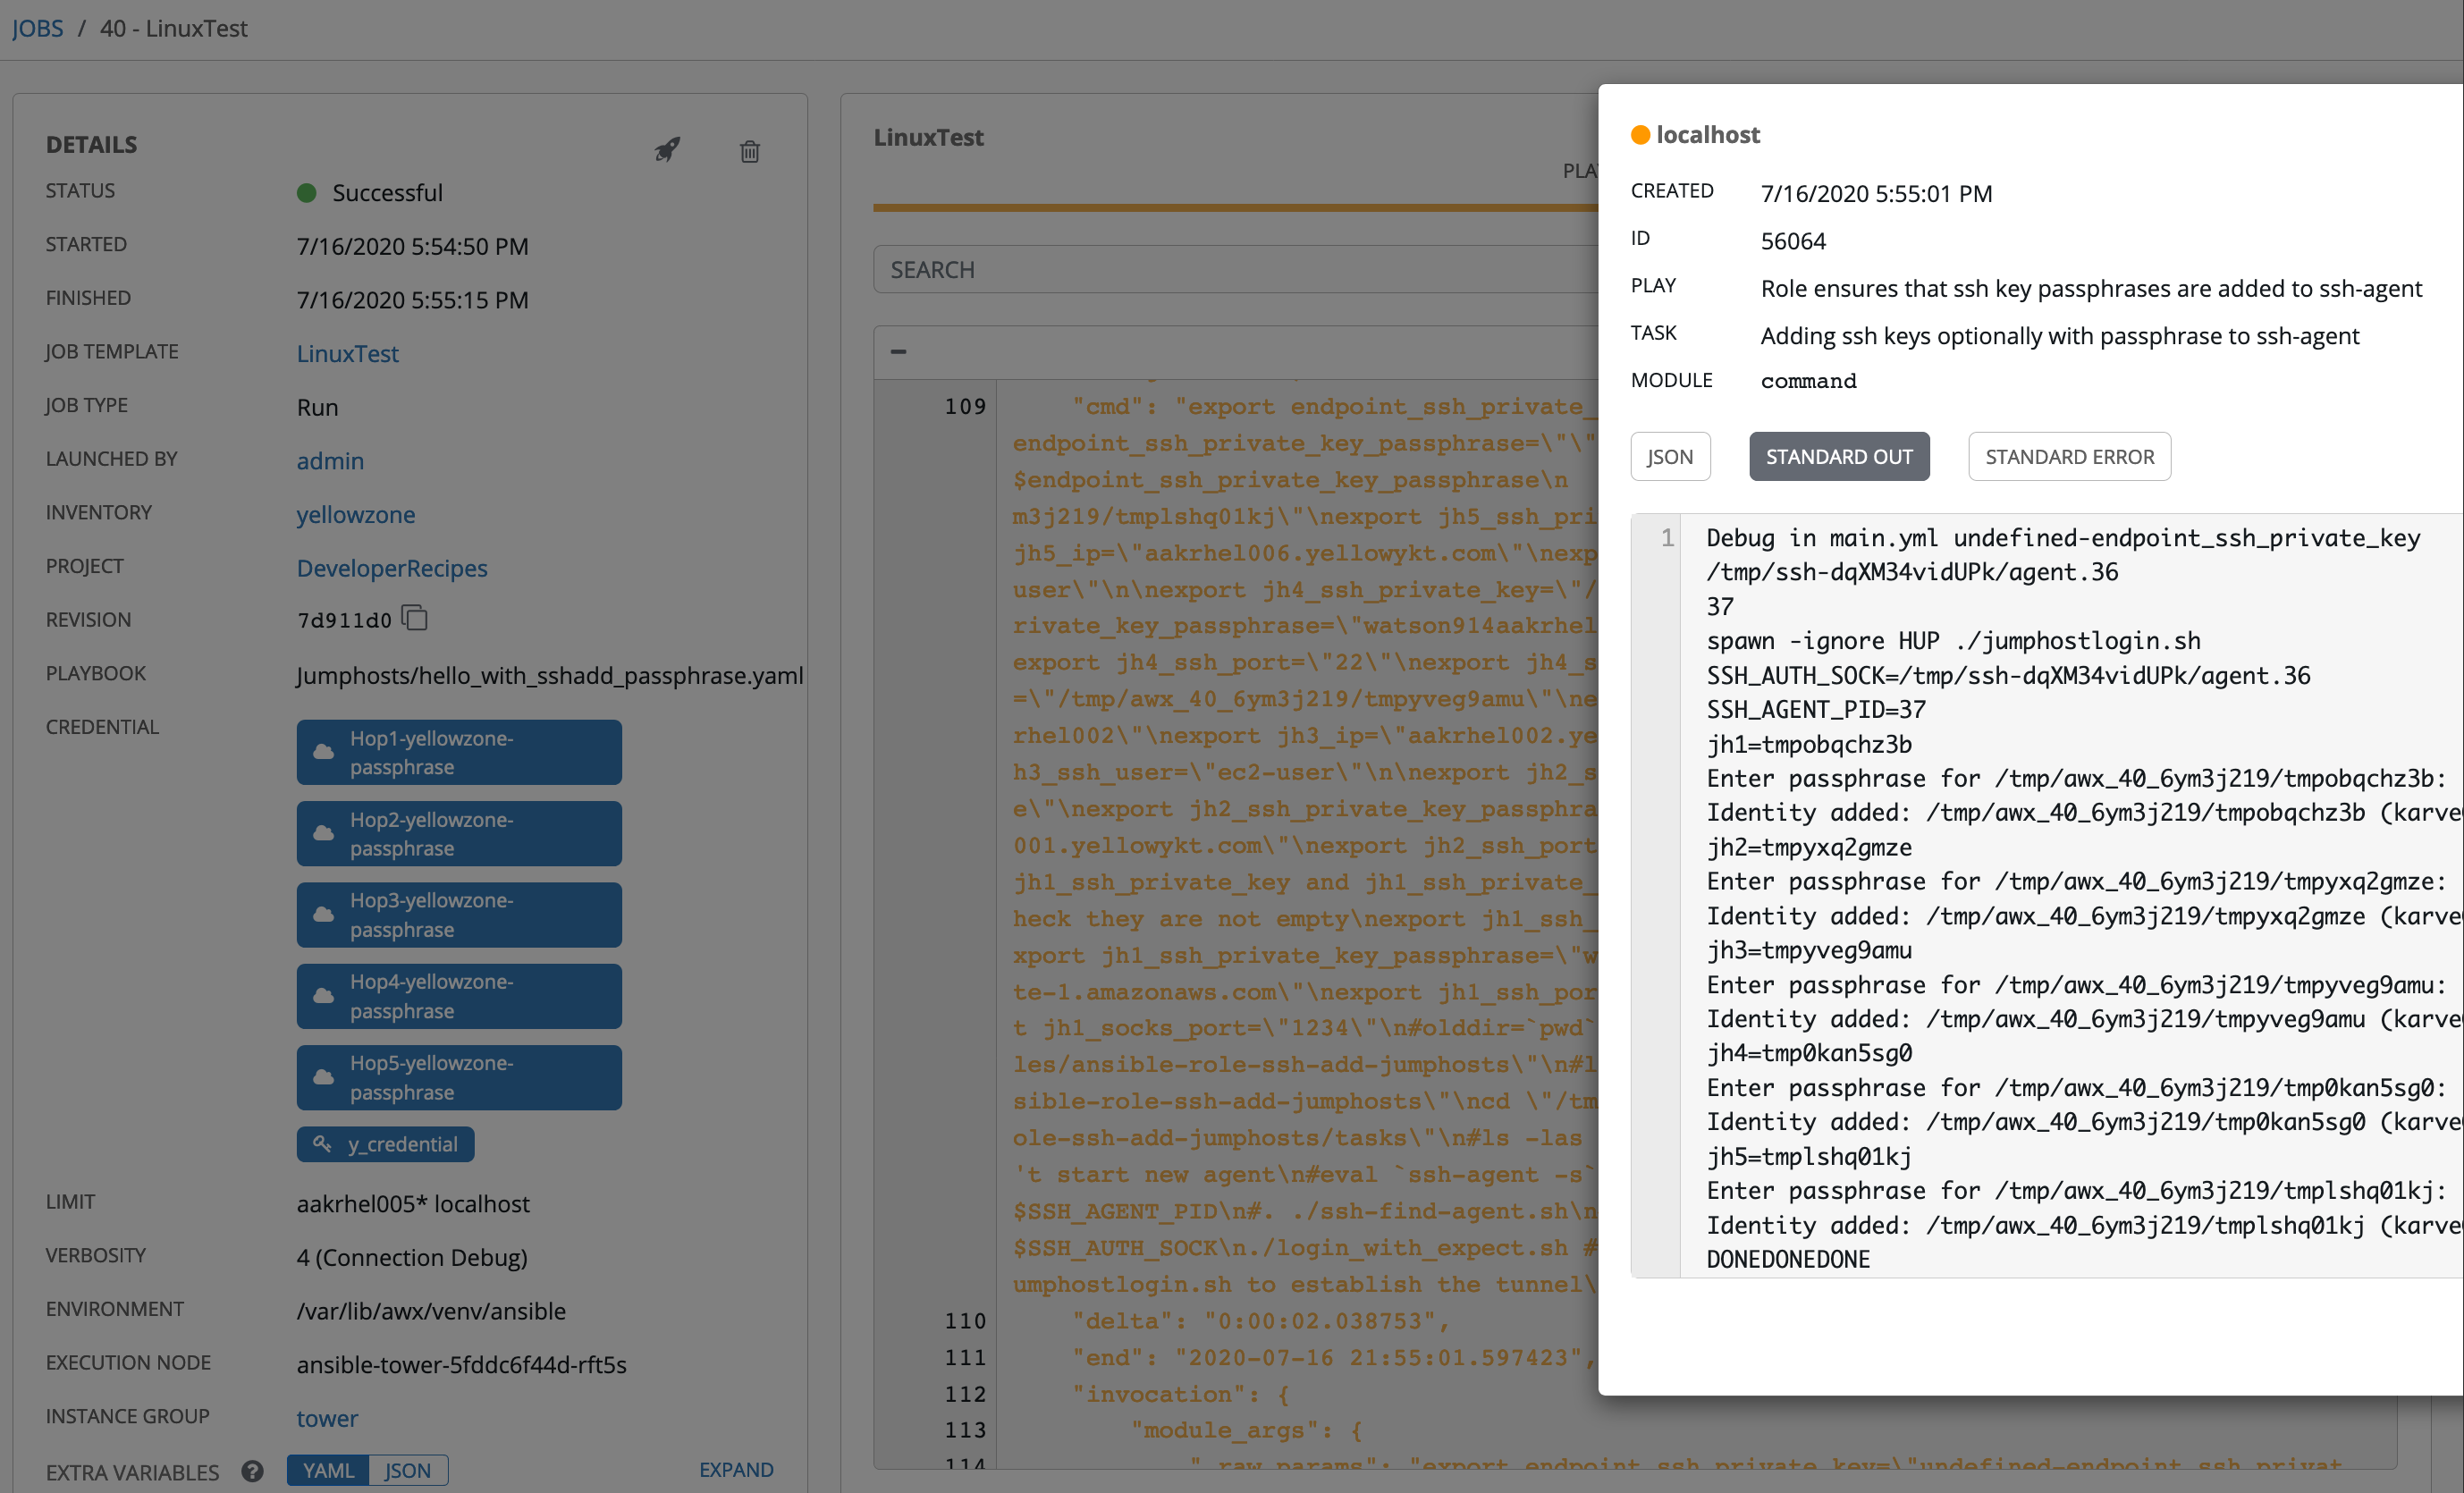 JOBS / 40 - LinuxTest
DETAILS
STATUS Successful
STARTED 7/16/2020 5:54:50 PM
FINISHED 7/16/2020 5:55:15 PM
JOB TEMPLATE LinuxTest
JOB TYPE Run
LAUNCHED BY admin
INVENTORY yellowzone
PROJECT DeveloperRecipes
REVISION 7d911d0
PLAYBOOK Jumphosts/hello_with_sshadd_passphrase.yaml
CREDENTIAL
Hop1-yellowzone-
passphrase
Hop2-yellowzone-
passphrase
Hop3-yellowzone-
passphrase
Hop4-yellowzone-
passphrase
Hop5-yellowzone-
passphrase
y_credential
LIMIT aakrhel005* localhost
VERBOSITY 4 (Connection Debug)
ENVIRONMENT /var/lib/awx/venv/ansible
EXECUTION NODE ansible-tower-5fddc6f44d-rft5s
INSTANCE GROUP tower
EXTRA VARIABLES ? YAML JSON EXPAND
LinuxTest
PLA
SEARCH
109 "cmd": "export endpoint_ssh_private_
endpoint_ssh_private_key_passphrase=\"\"
$endpoint_ssh_private_key_passphrase\n
m3j219/tmplshq01kj\"\nexport jh5_ssh_pri
jh5_ip=\"aakrhel006.yellowykt.com\"\nexp
user\"\n\nexport jh4_ssh_private_key=\"/
rivate_key_passphrase=\"watson914aakrhel
export jh4_ssh_port=\"22\"\nexport jh4_s
=\"/tmp/awx_40_6ym3j219/tmpyveg9amu\"\ne
rhel002\"\nexport jh3_ip=\"aakrhel002.ye
h3_ssh_user=\"ec2-user\"\n\nexport jh2_s
e\"\nexport jh2_ssh_private_key_passphra
001.yellowykt.com\"\nexport jh2_ssh_port
jh1_ssh_private_key and jh1_ssh_private_
heck they are not empty\nexport jh1_ssh_
xport jh1_ssh_private_key_passphrase=\"w
te-1.amazonaws.com\"\nexport jh1_ssh_por
t jh1_socks_port=\"1234\"\n#olddir=`pwd`
les/ansible-role-ssh-add-jumphosts\"\n#l
sible-role-ssh-add-jumphosts\"\ncd \"/tm
ole-ssh-add-jumphosts/tasks\"\n#ls -las
't start new agent\n#eval `ssh-agent -s`
$SSH_AGENT_PID\n#. ./ssh-find-agent.sh\n
$SSH_AUTH_SOCK\n./login_with_expect.sh #
umphostlogin.sh to establish the tunnel\
110 "delta": "0:00:02.038753",
111 "end": "2020-07-16 21:55:01.597423",
112 "invocation": {
113 "module_args": {
114 "_raw_params": "export endpoint_ssh_private_key=\"undefined-endpoint_ssh_privat
localhost
CREATED 7/16/2020 5:55:01 PM
ID 56064
PLAY Role ensures that ssh key passphrases are added to ssh-agent
TASK Adding ssh keys optionally with passphrase to ssh-agent
MODULE command
JSON STANDARD OUT STANDARD ERROR
1 Debug in main.yml undefined-endpoint_ssh_private_key
/tmp/ssh-dqXM34vidUPk/agent.36
37
spawn -ignore HUP ./jumphostlogin.sh
SSH_AUTH_SOCK=/tmp/ssh-dqXM34vidUPk/agent.36
SSH_AGENT_PID=37
jh1=tmpobqchz3b
Enter passphrase for /tmp/awx_40_6ym3j219/tmpobqchz3b:
Identity added: /tmp/awx_40_6ym3j219/tmpobqchz3b (karve
jh2=tmpyxq2gmze
Enter passphrase for /tmp/awx_40_6ym3j219/tmpyxq2gmze:
Identity added: /tmp/awx_40_6ym3j219/tmpyxq2gmze (karve
jh3=tmpyveg9amu
Enter passphrase for /tmp/awx_40_6ym3j219/tmpyveg9amu:
Identity added: /tmp/awx_40_6ym3j219/tmpyveg9amu (karve
jh4=tmp0kan5sg0
Enter passphrase for /tmp/awx_40_6ym3j219/tmp0kan5sg0:
Identity added: /tmp/awx_40_6ym3j219/tmp0kan5sg0 (karve
jh5=tmplshq01kj
Enter passphrase for /tmp/awx_40_6ym3j219/tmplshq01kj:
Identity added: /tmp/awx_40_6ym3j219/tmplshq01kj (karve
DONEDONEDONE